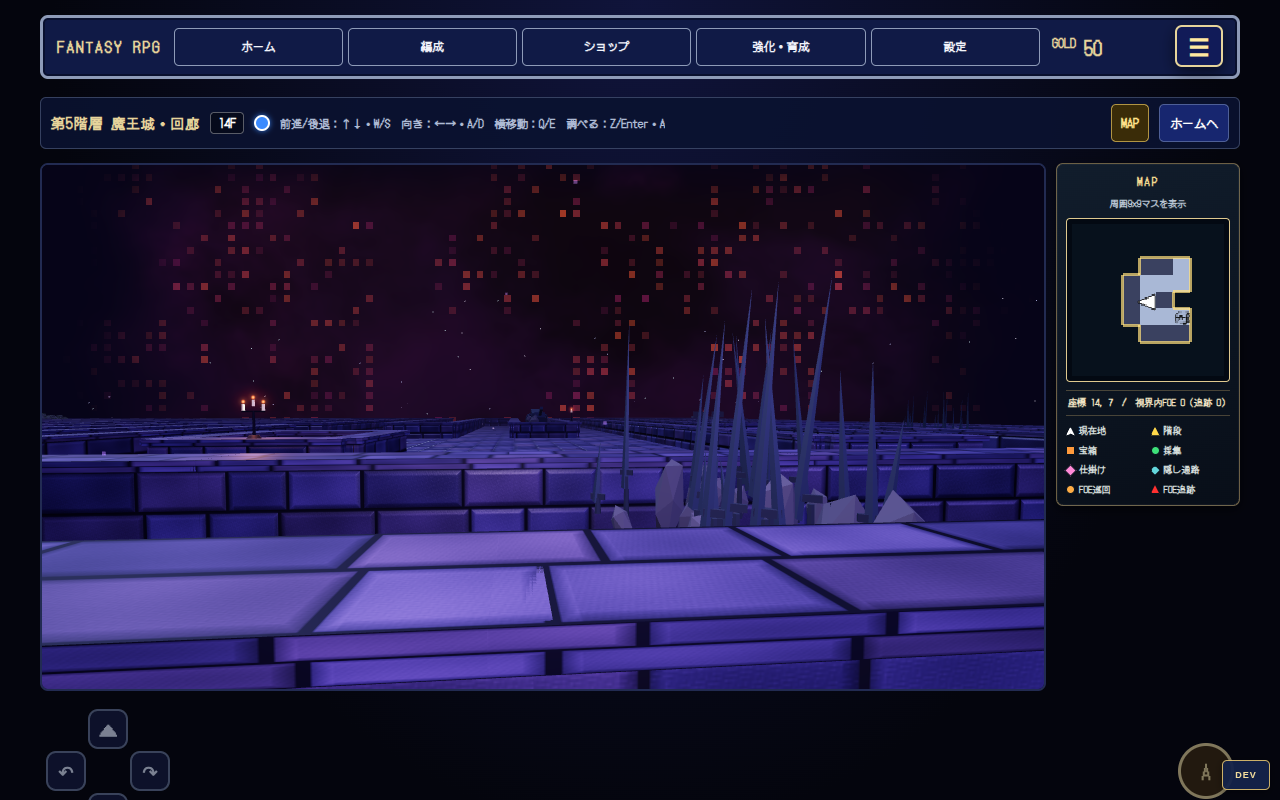 FANTASY RPG
ホーム
編成
ショップ
強化・育成
設定
GOLD 50
第5階層 魔王城・回廊
14F
前進/後退：↑↓・W/S 向き：←→・A/D 横移動：Q/E 調べる：Z/Enter・A
MAP
ホームへ
MAP
周囲9x9マスを表示
座標 14, 7 / 視界内FOE 0 (追跡 0)
現在地
階段
宝箱
採集
仕掛け
隠し通路
FOE巡回
FOE追跡
A
DEV